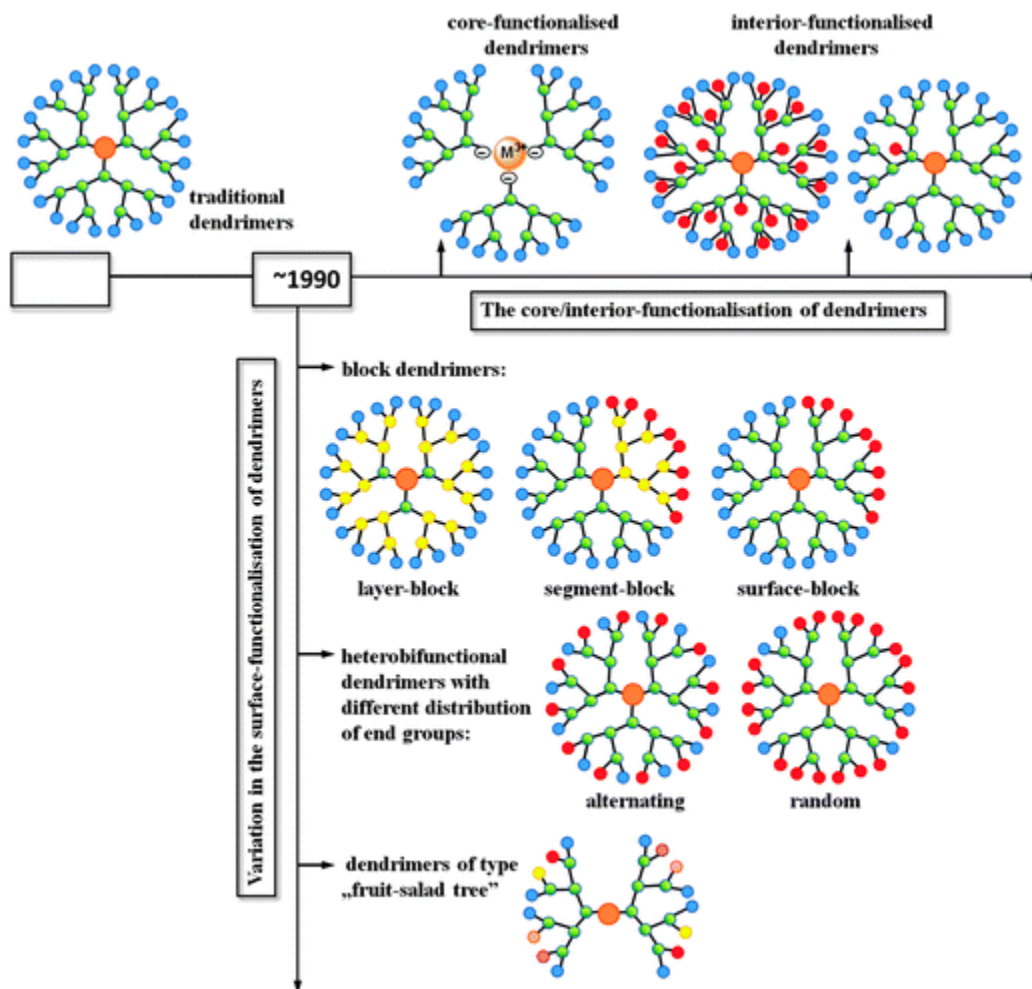 core-functionalised
dendrimers
interior-functionalised
dendrimers
M3+
−
−
−
traditional
dendrimers
~1990
The core/interior-functionalisation of dendrimers
Variation in the surface-functionalisation of dendrimers
block dendrimers:
layer-block
segment-block
surface-block
heterobifunctional
dendrimers with
different distribution
of end groups:
alternating
random
dendrimers of type
„fruit-salad tree”